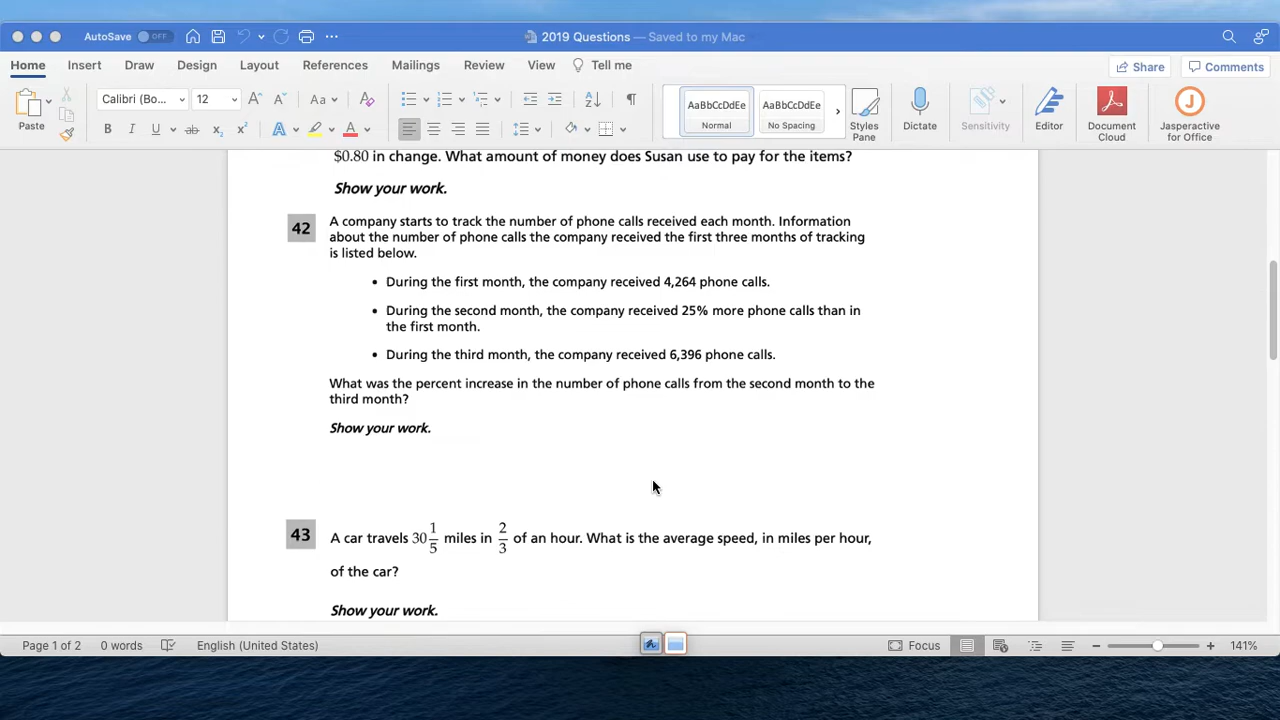 AutoSave OFF
2019 Questions — Saved to my Mac
Home Insert Draw Design Layout References Mailings Review View Tell me Share Comments
Paste
Calibri (Bo... 12 Aa
B I U ab x2 x2 A A
AaBbCcDdEe
Normal
AaBbCcDdEe
No Spacing
Styles
Pane
Dictate
Sensitivity
Editor
Document
Cloud
J
Jasperactive
for Office
$0.80 in change. What amount of money does Susan use to pay for the items?
Show your work.
42
A company starts to track the number of phone calls received each month. Information
about the number of phone calls the company received the first three months of tracking
is listed below.
• During the first month, the company received 4,264 phone calls.
• During the second month, the company received 25% more phone calls than in
the first month.
• During the third month, the company received 6,396 phone calls.
What was the percent increase in the number of phone calls from the second month to the
third month?
Show your work.
43
A car travels 30 1/5 miles in 2/3 of an hour. What is the average speed, in miles per hour,
of the car?
Show your work.
Page 1 of 2 0 words English (United States) Focus 141%